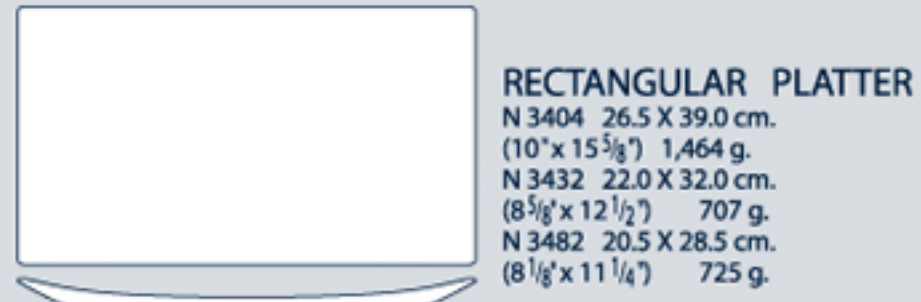 RECTANGULAR PLATTER
N 3404 26.5 X 39.0 cm.
(10"x 15 5/8") 1,464 g.
N 3432 22.0 X 32.0 cm.
(8 5/8"x 12 1/2") 707 g.
N 3482 20.5 X 28.5 cm.
(8 1/8"x 11 1/4") 725 g.